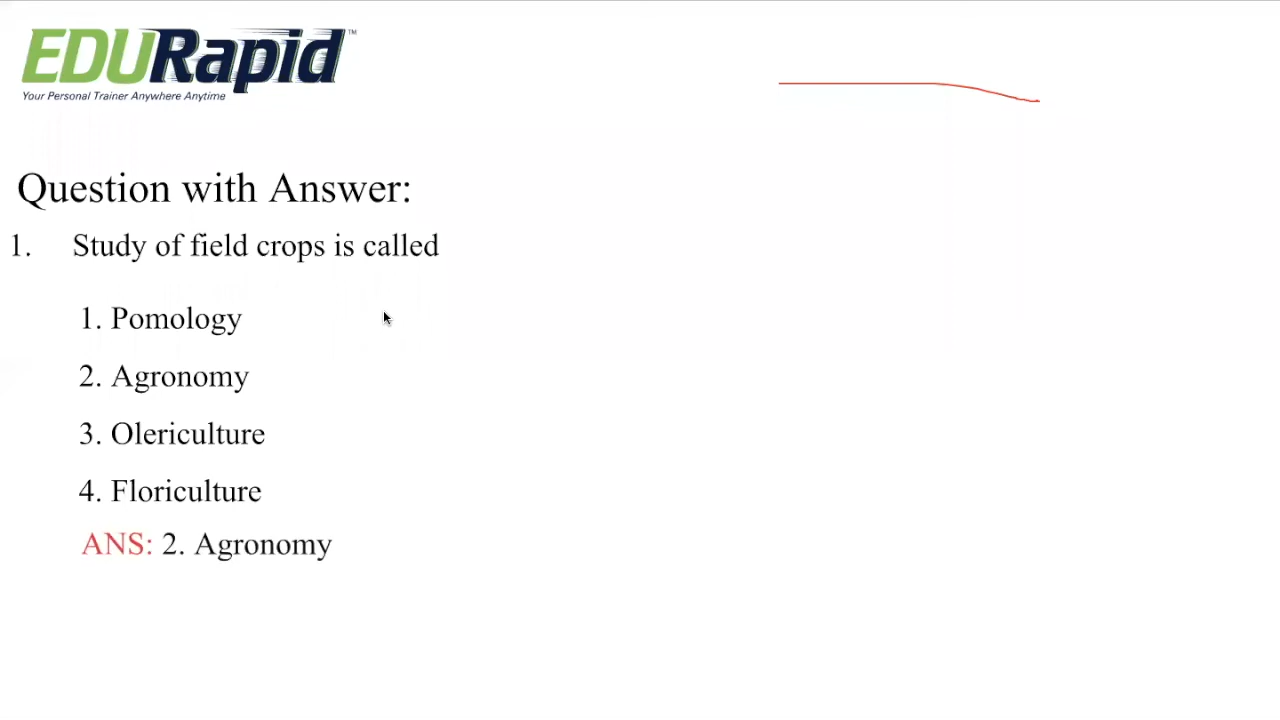 EDURapid™
Your Personal Trainer Anywhere Anytime
Question with Answer:
1. Study of field crops is called
1. Pomology
2. Agronomy
3. Olericulture
4. Floriculture
ANS: 2. Agronomy